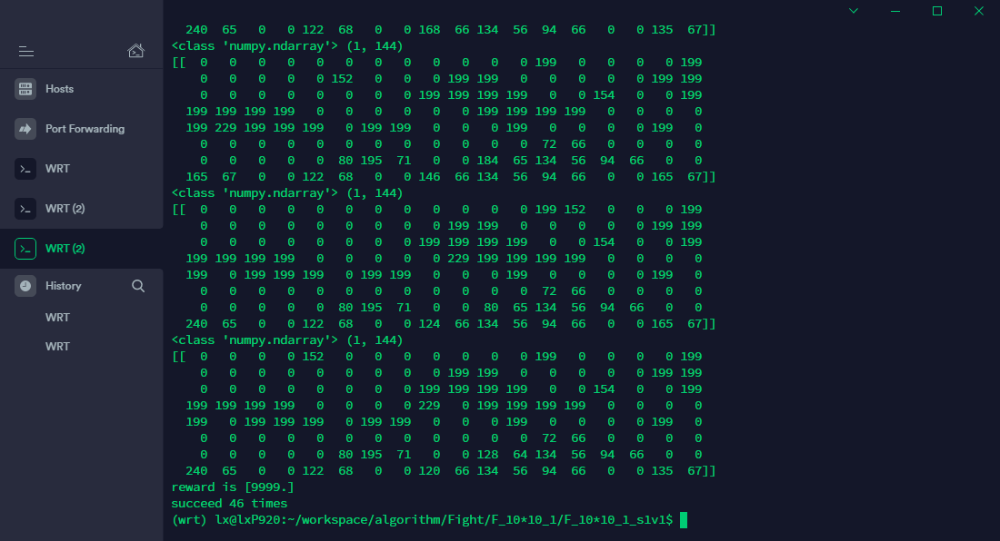 Hosts
Port Forwarding
WRT
WRT (2)
WRT (2)
History
WRT
WRT
240 65 0 0 122 68 0 0 168 66 134 56 94 66 0 0 135 67]]
<class 'numpy.ndarray'> (1, 144)
[[ 0 0 0 0 0 0 0 0 0 0 0 0 199 0 0 0 0 199
0 0 0 0 0 152 0 0 0 199 199 0 0 0 0 0 199 199
0 0 0 0 0 0 0 0 199 199 199 199 0 0 154 0 0 199
199 199 199 199 0 0 0 0 0 0 199 199 199 199 0 0 0 0
199 229 199 199 199 0 199 199 0 0 0 199 0 0 0 0 199 0
0 0 0 0 0 0 0 0 0 0 0 0 72 66 0 0 0 0
0 0 0 0 0 80 195 71 0 0 184 65 134 56 94 66 0 0
165 67 0 0 122 68 0 0 146 66 134 56 94 66 0 0 165 67]]
<class 'numpy.ndarray'> (1, 144)
[[ 0 0 0 0 0 0 0 0 0 0 0 0 199 152 0 0 0 199
0 0 0 0 0 0 0 0 0 199 199 0 0 0 0 0 199 199
0 0 0 0 0 0 0 0 199 199 199 199 0 0 154 0 0 199
199 199 199 199 0 0 0 0 0 229 199 199 199 199 0 0 0 0
199 0 199 199 199 0 199 199 0 0 0 199 0 0 0 0 199 0
0 0 0 0 0 0 0 0 0 0 0 0 72 66 0 0 0 0
0 0 0 0 0 80 195 71 0 0 80 65 134 56 94 66 0 0
240 65 0 0 122 68 0 0 124 66 134 56 94 66 0 0 165 67]]
<class 'numpy.ndarray'> (1, 144)
[[ 0 0 0 0 152 0 0 0 0 0 0 0 199 0 0 0 0 199
0 0 0 0 0 0 0 0 0 199 199 0 0 0 0 0 199 199
0 0 0 0 0 0 0 0 199 199 199 199 0 0 154 0 0 199
199 199 199 199 0 0 0 0 229 0 199 199 199 199 0 0 0 0
199 0 199 199 199 0 199 199 0 0 0 199 0 0 0 0 199 0
0 0 0 0 0 0 0 0 0 0 0 0 72 66 0 0 0 0
0 0 0 0 0 80 195 71 0 0 128 64 134 56 94 66 0 0
240 65 0 0 122 68 0 0 120 66 134 56 94 66 0 0 135 67]]
reward is [9999.]
succeed 46 times
(wrt) lx@lxP920:~/workspace/algorithm/Fight/F_10*10_1/F_10*10_1_s1v1$